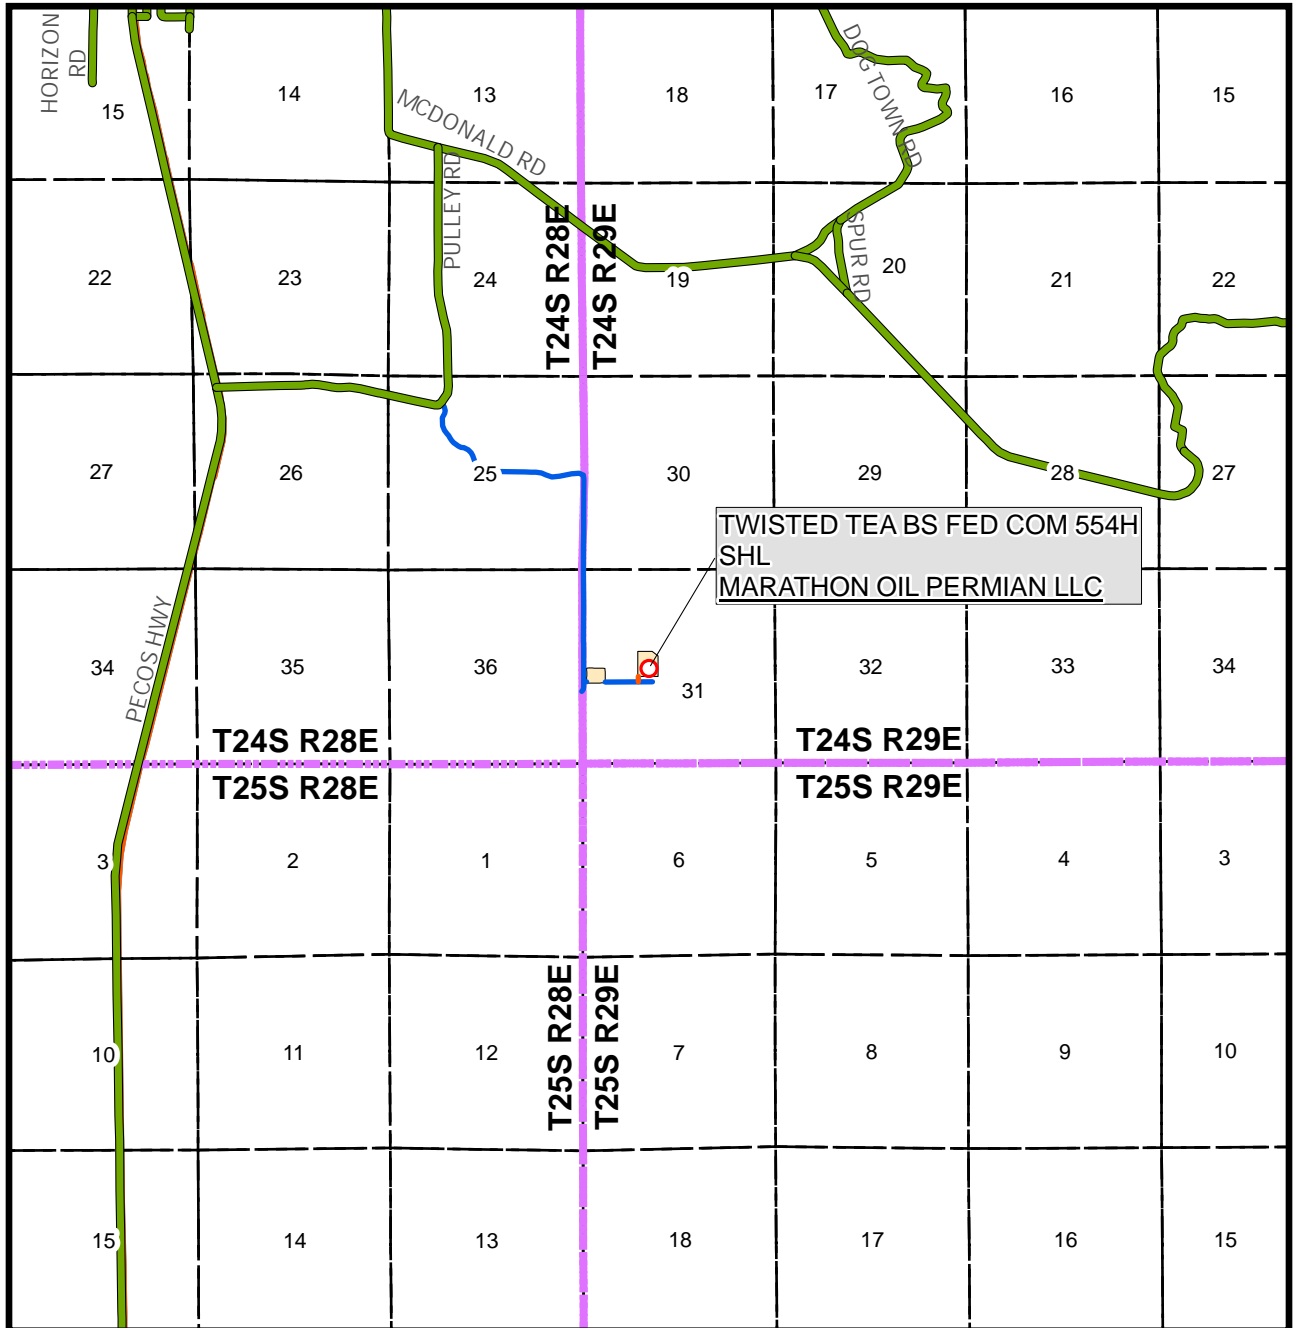 HORIZON
RD
DOG TOWN RD
15
14
13
18
17
16
15
MCDONALD RD
PULLEY RD
T24S R28E
T24S R29E
SPUR RD
22
23
24
19
20
21
22
27
26
25
30
29
28
27
TWISTED TEA BS FED COM 554H
SHL
MARATHON OIL PERMIAN LLC
PECOS HWY
34
35
36
31
32
33
34
T24S R28E
T24S R29E
T25S R28E
T25S R29E
3
2
1
6
5
4
3
T25S R28E
T25S R29E
10
11
12
7
8
9
10
15
14
13
18
17
16
15